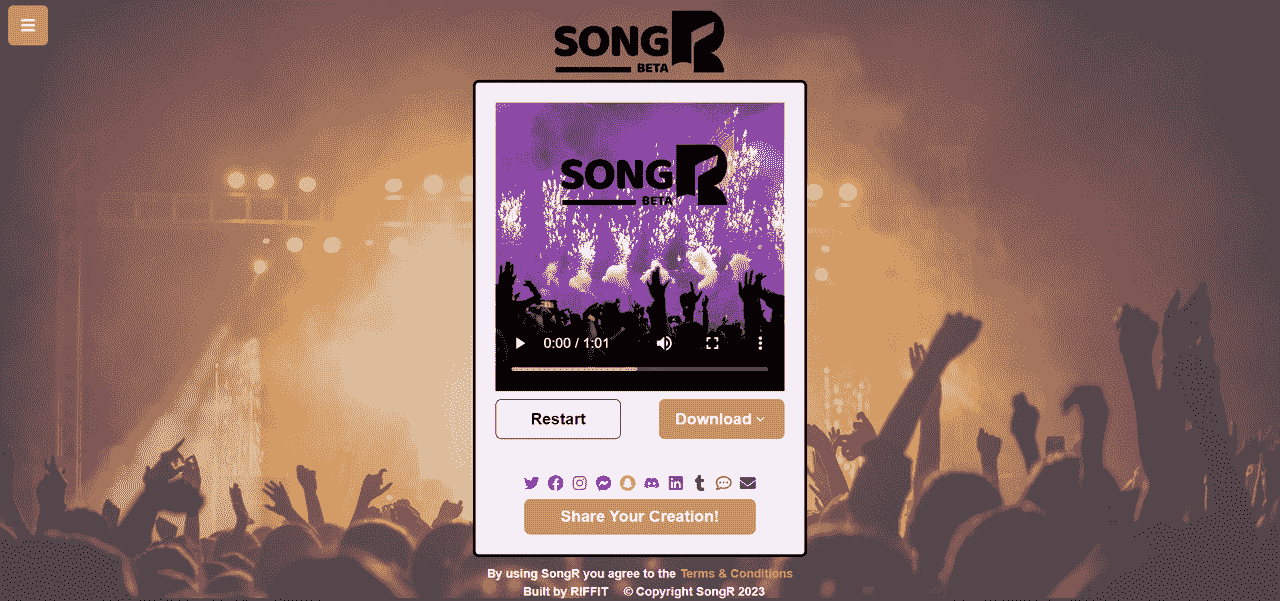 SONGR
BETA
SONGR
BETA
0:00 / 1:01
Restart
Download
Share Your Creation!
By using SongR you agree to the Terms & Conditions
Built by RIFFIT © Copyright SongR 2023